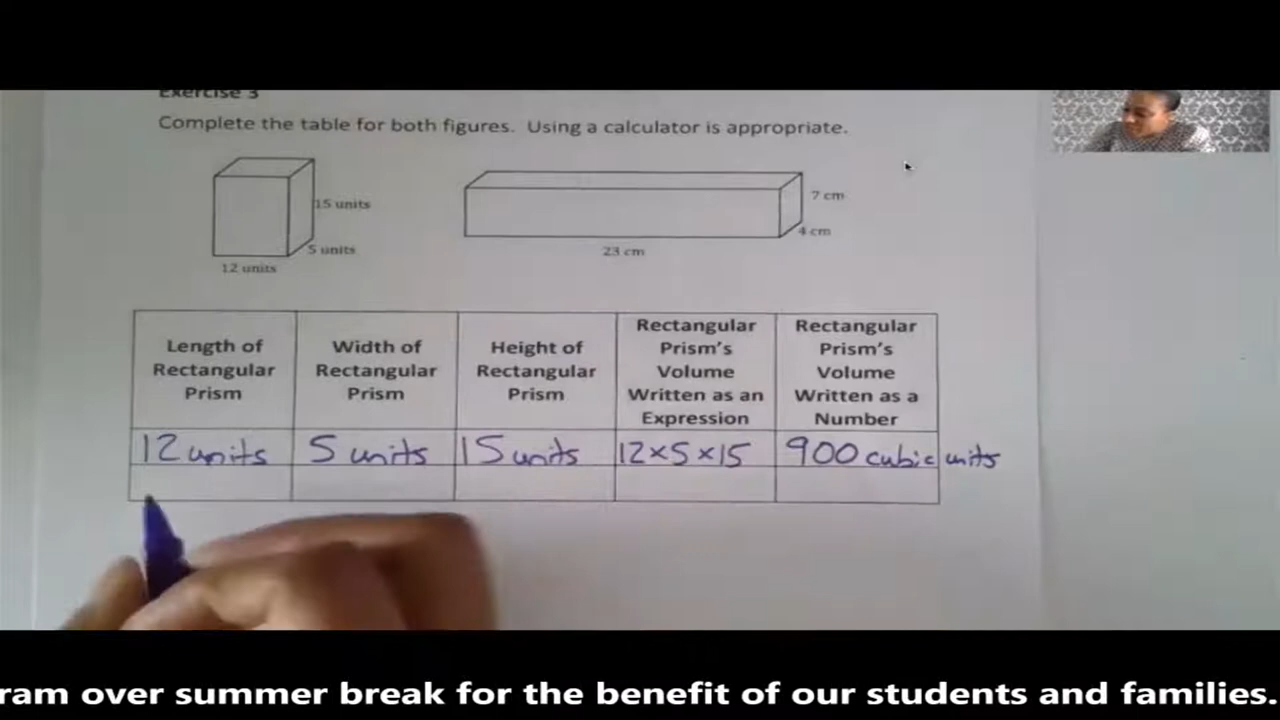 Exercise 3
Complete the table for both figures. Using a calculator is appropriate.
15 units
5 units
12 units
7 cm
4 cm
23 cm
Length of
Rectangular
Prism
Width of
Rectangular
Prism
Height of
Rectangular
Prism
Rectangular
Prism's
Volume
Written as an
Expression
Rectangular
Prism's
Volume
Written as a
Number
12 units
5 units
15 units
12×5×15
900 cubic units
ram over summer break for the benefit of our students and families.